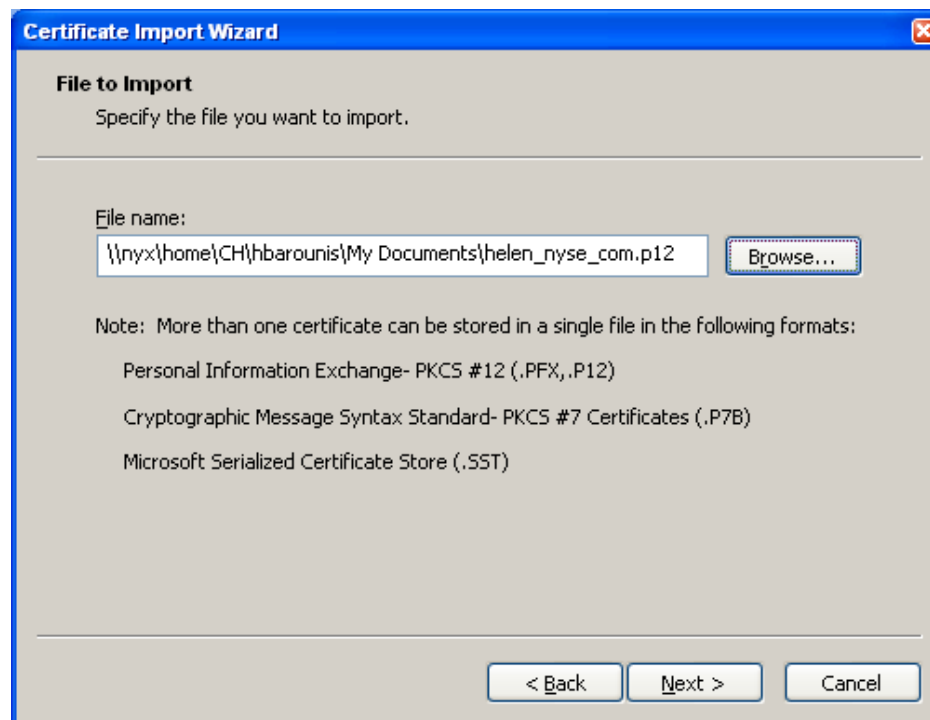 Certificate Import Wizard
File to Import
Specify the file you want to import.
File name:
\\nyx\home\CH\hbarounis\My Documents\helen_nyse_com.p12
Browse...
Note: More than one certificate can be stored in a single file in the following formats:
Personal Information Exchange- PKCS #12 (.PFX,.P12)
Cryptographic Message Syntax Standard- PKCS #7 Certificates (.P7B)
Microsoft Serialized Certificate Store (.SST)
< Back Next > Cancel